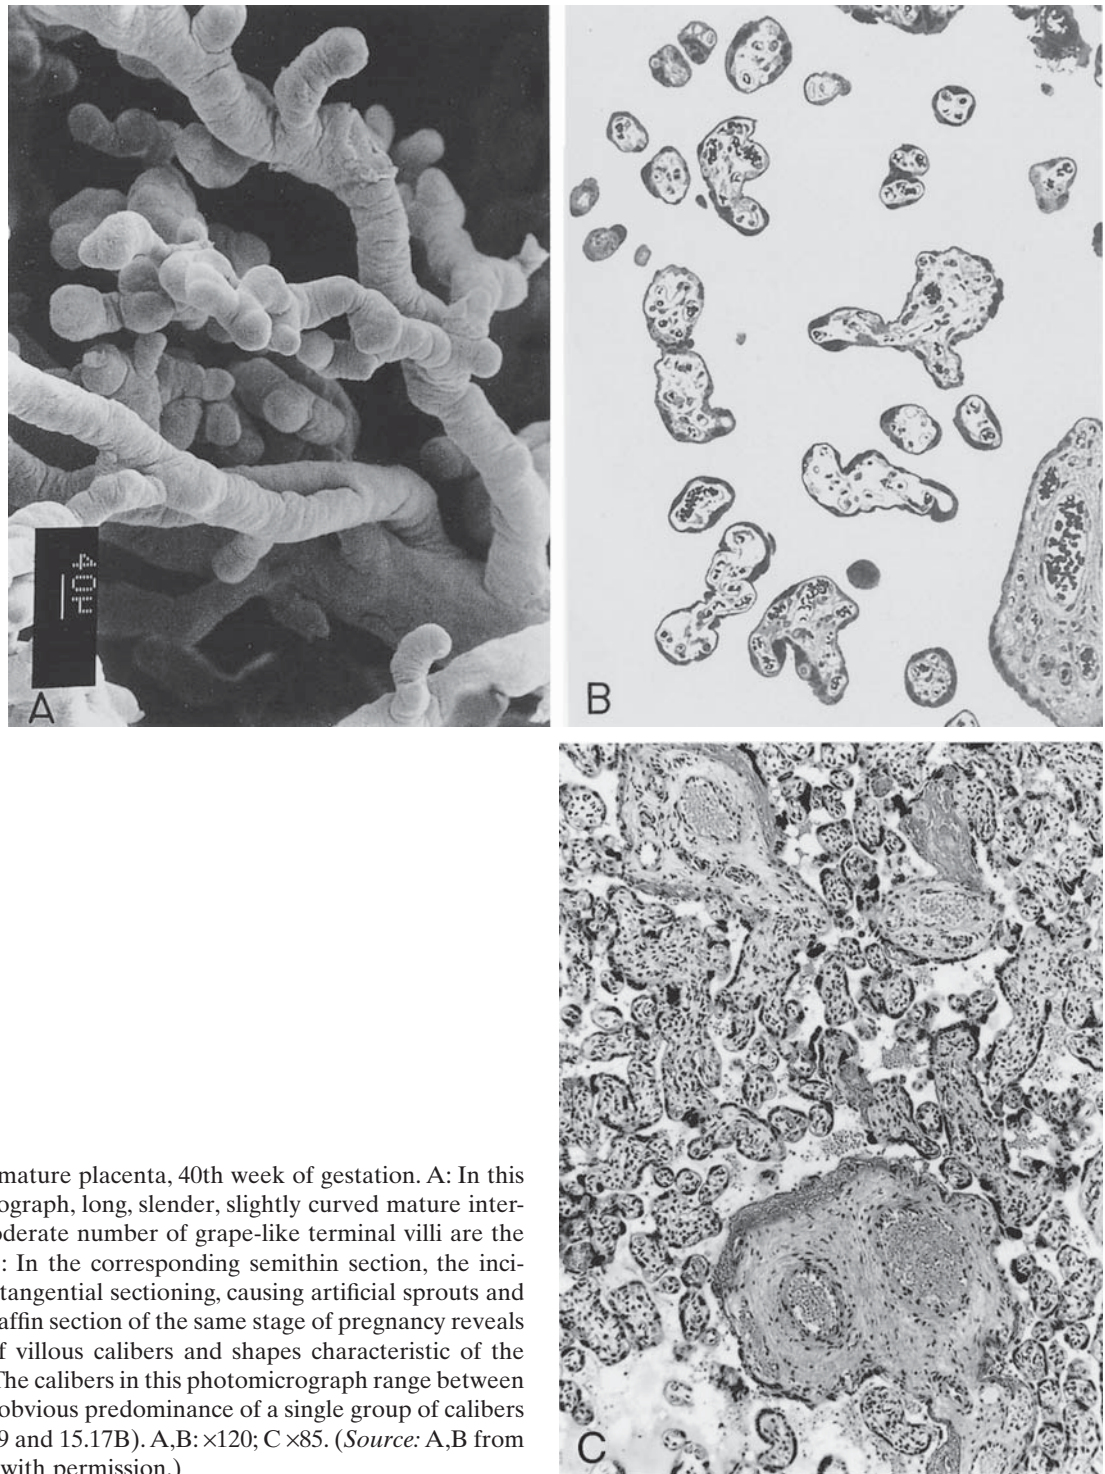 A
B
C
40µ
mature placenta, 40th week of gestation. A: In this
ograph, long, slender, slightly curved mature inter-
oderate number of grape-like terminal villi are the
: In the corresponding semithin section, the inci-
tangential sectioning, causing artificial sprouts and
affin section of the same stage of pregnancy reveals
f villous calibers and shapes characteristic of the
The calibers in this photomicrograph range between
obvious predominance of a single group of calibers
9 and 15.17B). A,B: ×120; C ×85. (Source: A,B from
with permission.)